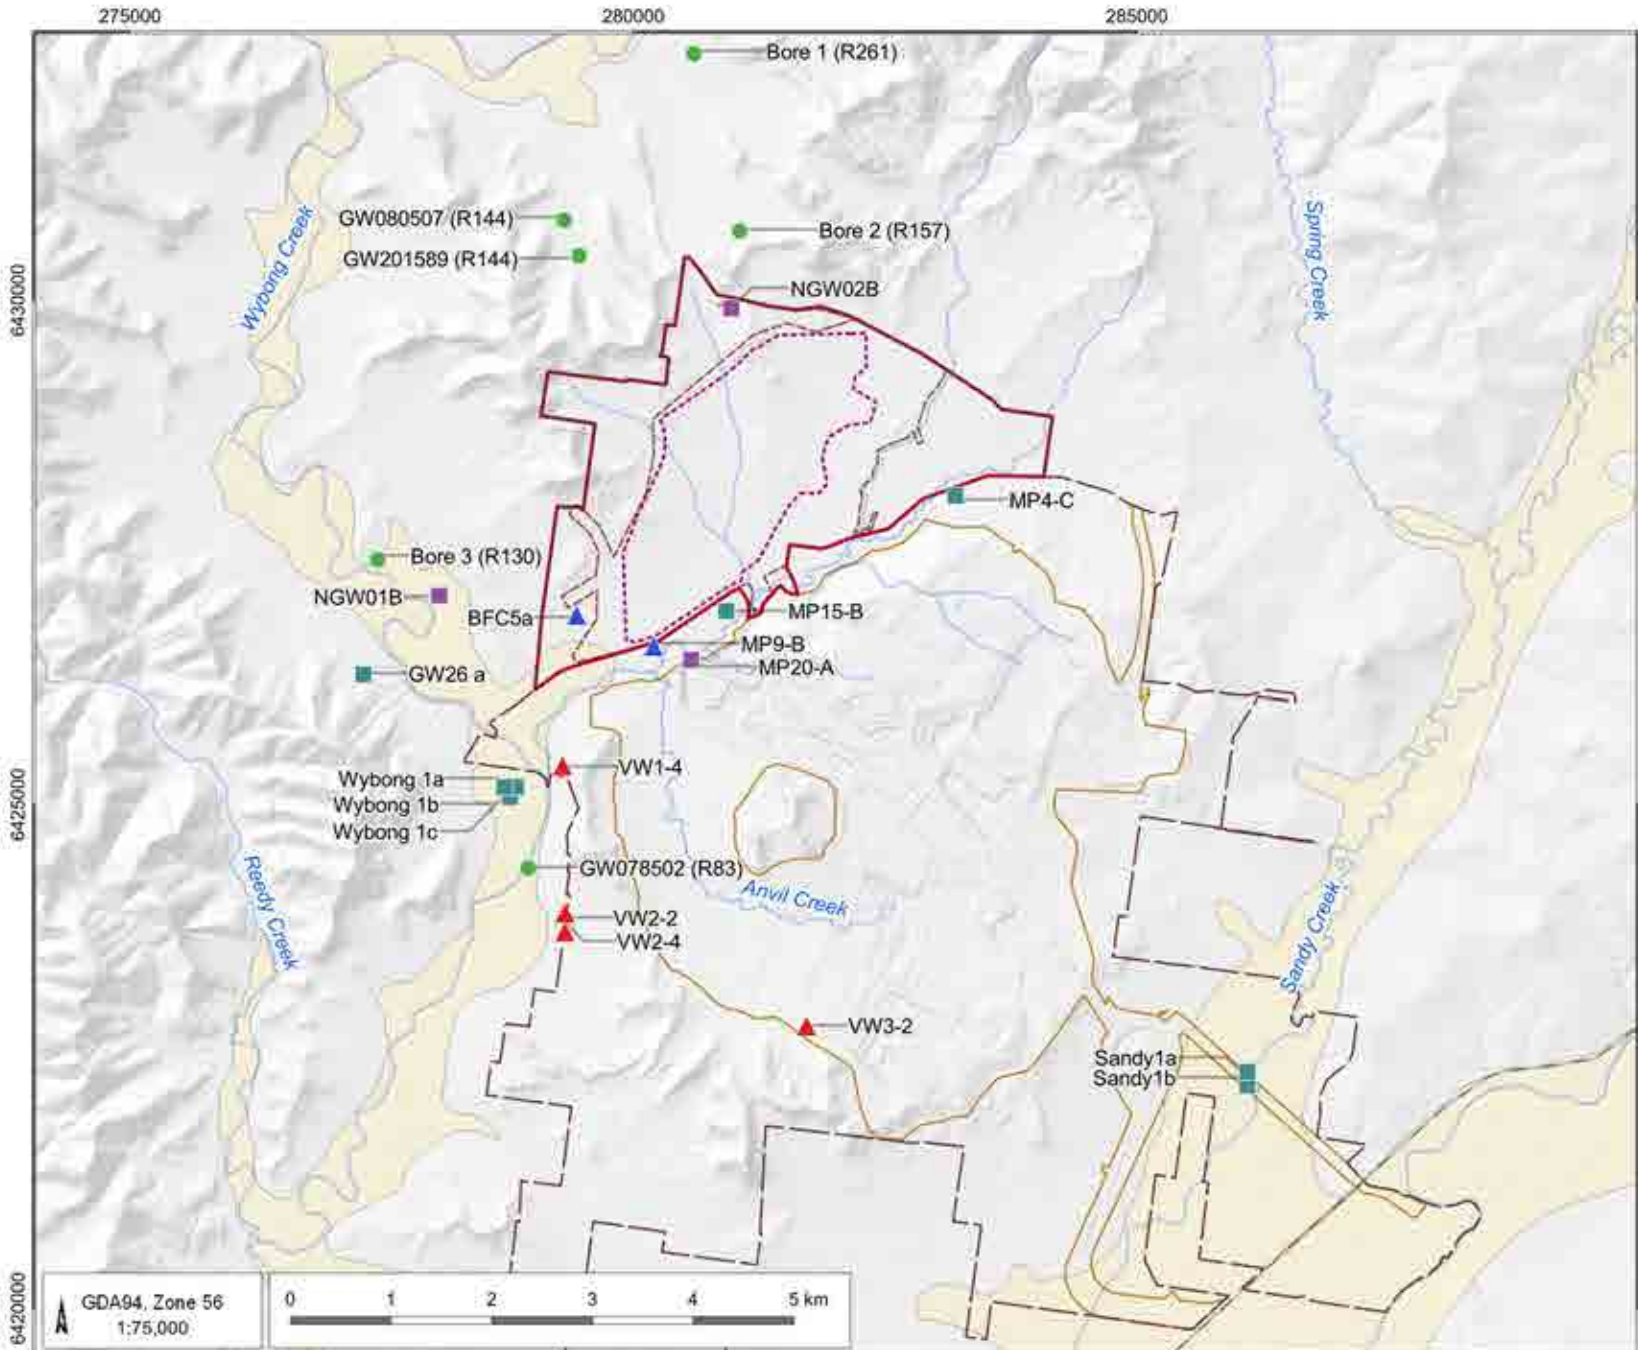 275000
280000
285000
Bore 1 (R261)
GW080507 (R144)
Bore 2 (R157)
GW201589 (R144)
Wybong Creek
Spring Creek
NGW02B
6430000
MP4-C
Bore 3 (R130)
NGW01B
BFC5a
MP15-B
MP9-B
MP20-A
GW26 a
VW1-4
Wybong 1a
Wybong 1b
Wybong 1c
6425000
GW078502 (R83)
Reedy Creek
Anvil Creek
VW2-2
VW2-4
Sandy Creek
VW3-2
Sandy1a
Sandy1b
6420000
GDA94, Zone 56
1:75,000
0 1 2 3 4 5 km